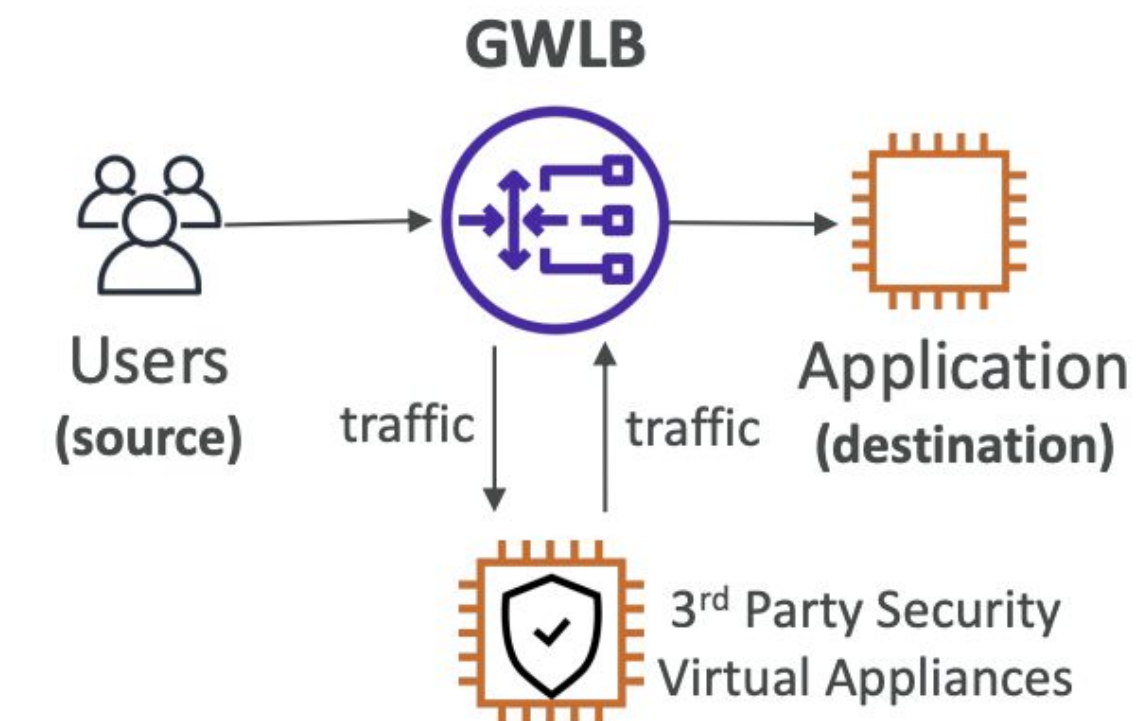 GWLB
Users
(source)
traffic
traffic
Application
(destination)
3rd Party Security
Virtual Appliances